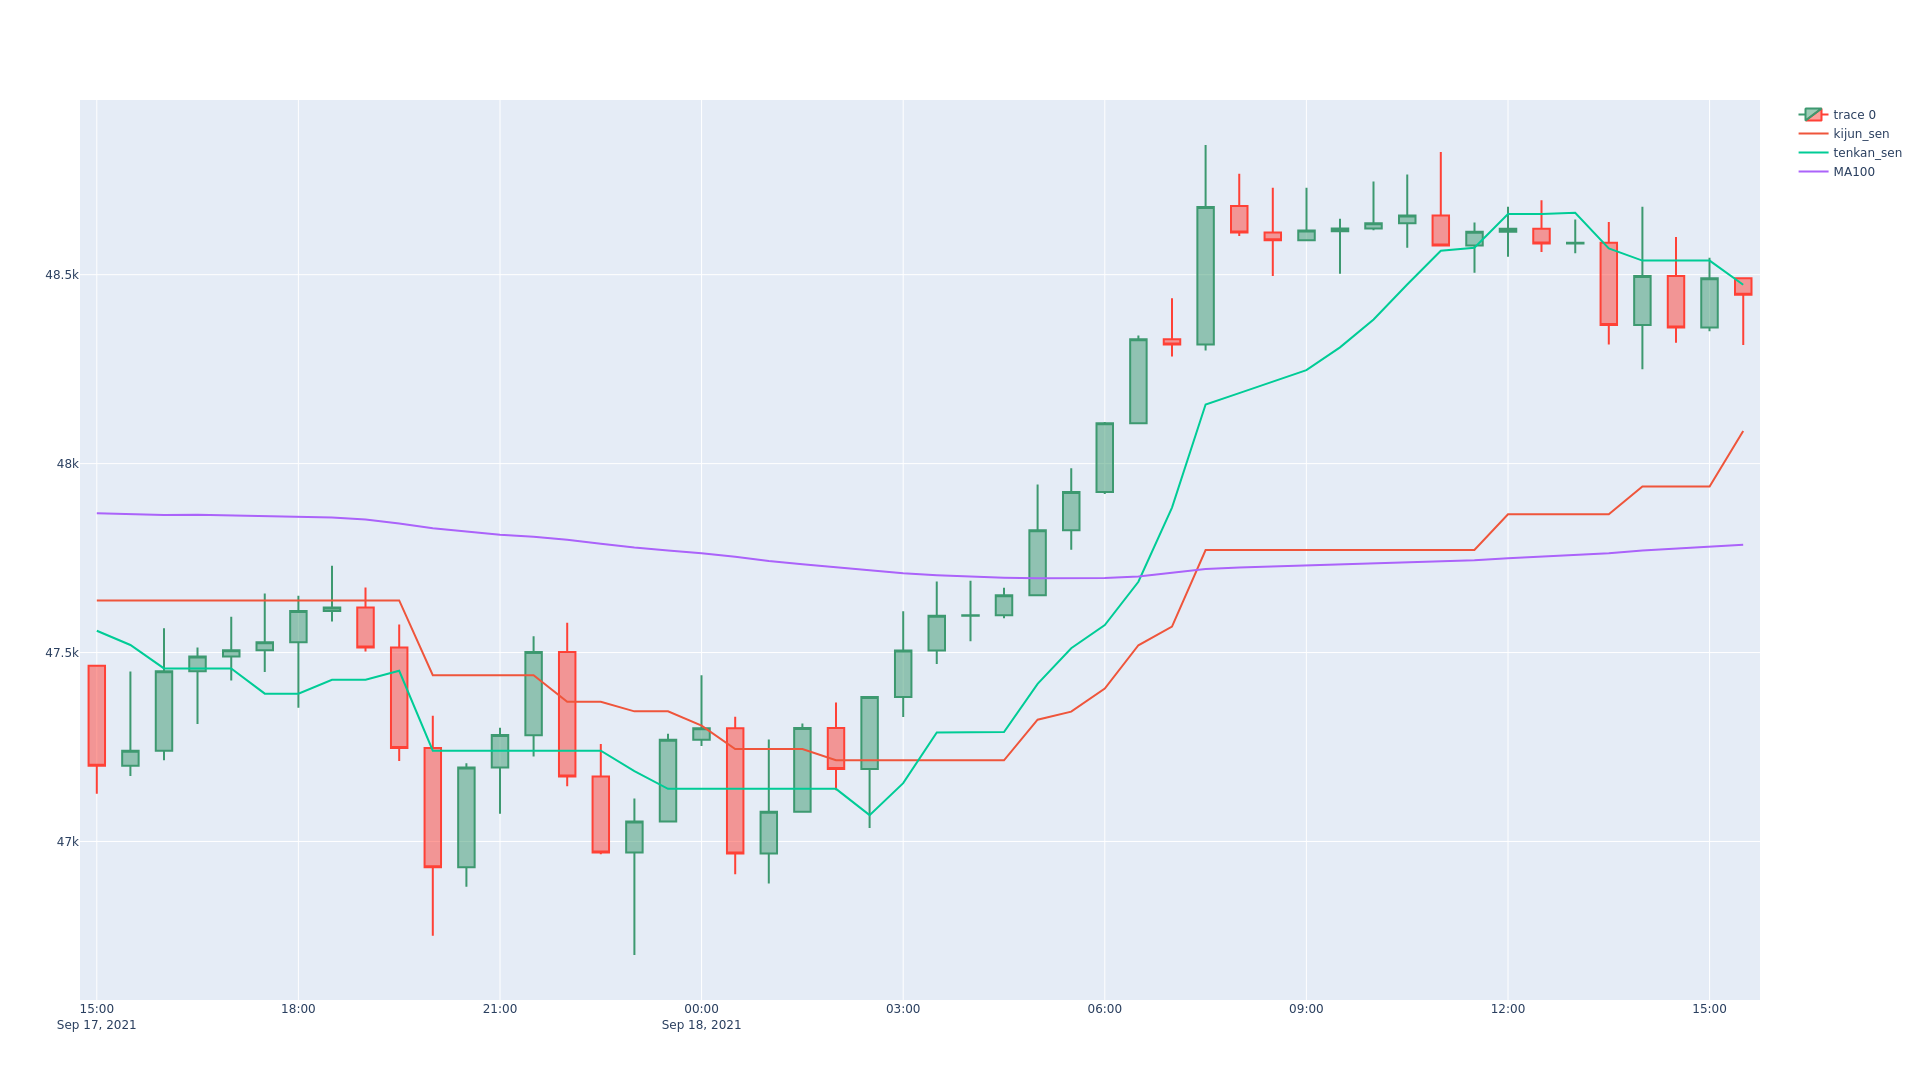 trace 0
kijun_sen
tenkan_sen
MA100
48.5k
48k
47.5k
47k
15:00 18:00 21:00 00:00 03:00 06:00 09:00 12:00 15:00
Sep 17, 2021 Sep 18, 2021